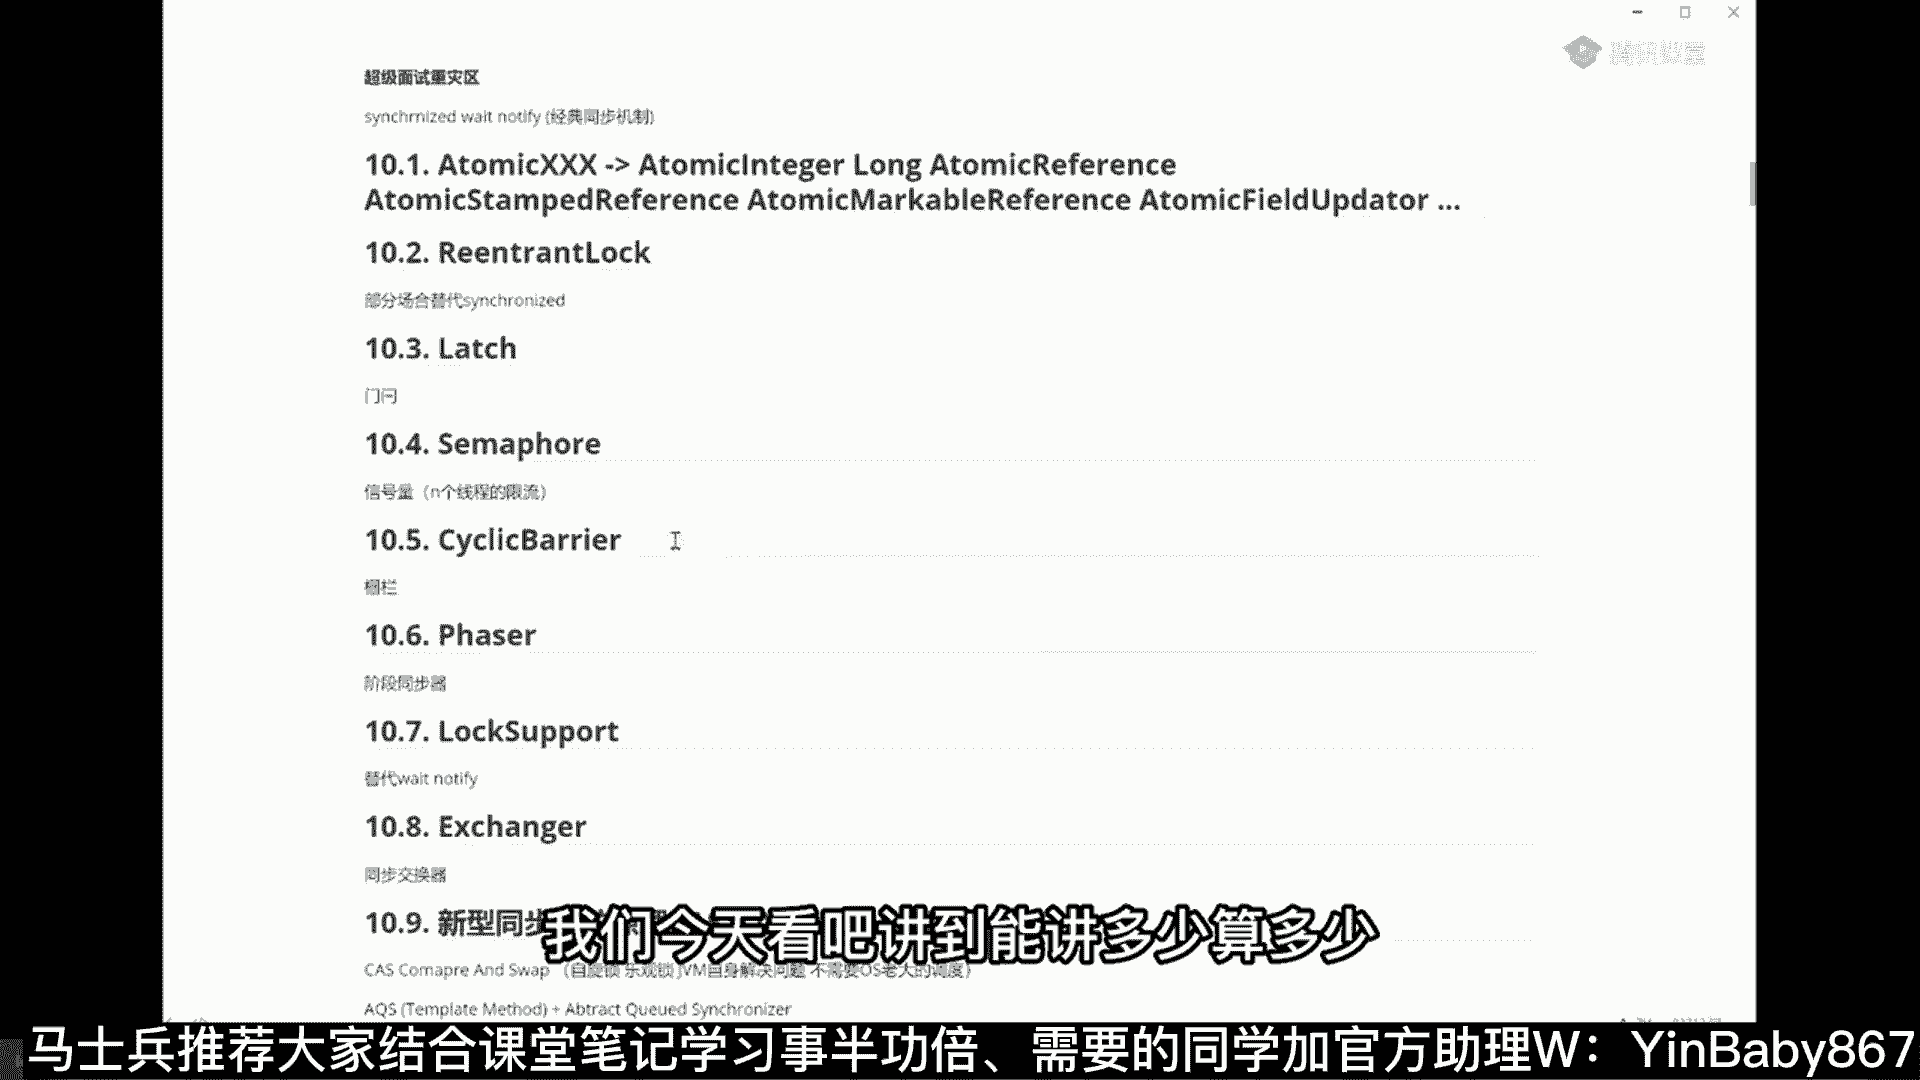 腾讯课堂
超级面试重灾区
synchrnized wait notify (经典同步机制)
10.1. AtomicXXX -> AtomicInteger Long AtomicReference
AtomicStampedReference AtomicMarkableReference AtomicFieldUpdator ...
10.2. ReentrantLock
部分场合替代synchronized
10.3. Latch
门闩
10.4. Semaphore
信号量（n个线程的限流）
10.5. CyclicBarrier
栅栏
10.6. Phaser
阶段同步器
10.7. LockSupport
替代wait notify
10.8. Exchanger
同步交换器
10.9. 新型同步
我们今天看吧讲到能讲多少算多少
CAS Comapre And Swap （自旋锁 乐观锁 JVM自身解决问题 不需要OS老大的调度）
AQS (Template Method) + Abtract Queued Synchronizer
马士兵推荐大家结合课堂笔记学习事半功倍、需要的同学加官方助理W：YinBaby867